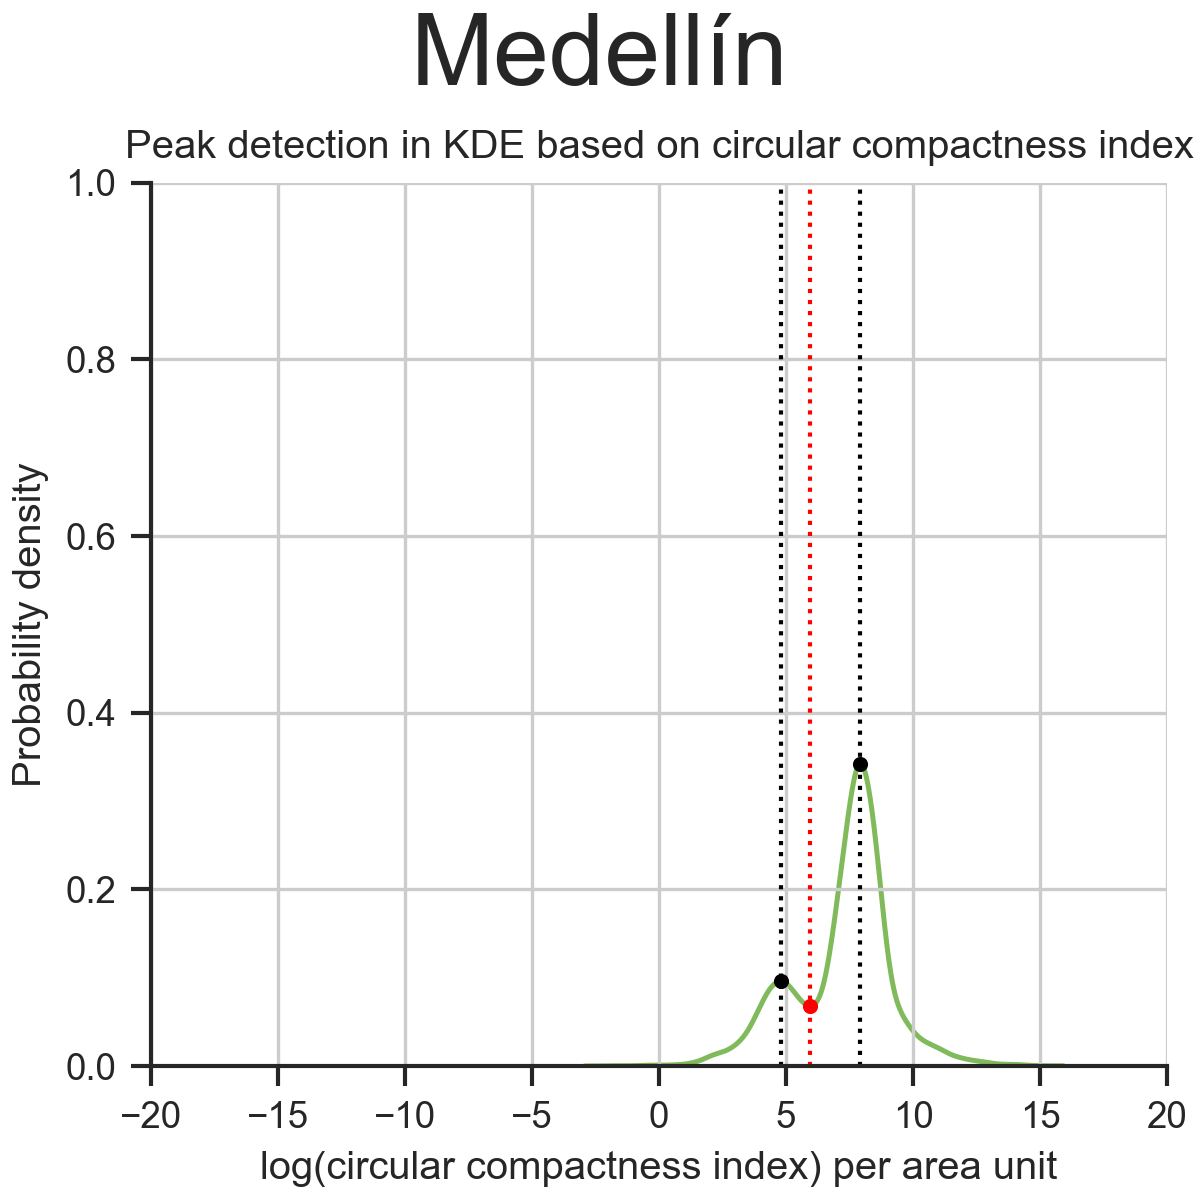 Medellín
Peak detection in KDE based on circular compactness index
1.0
0.8
0.6
0.4
0.2
0.0
Probability density
−20 −15 −10 −5 0 5 10 15 20
log(circular compactness index) per area unit